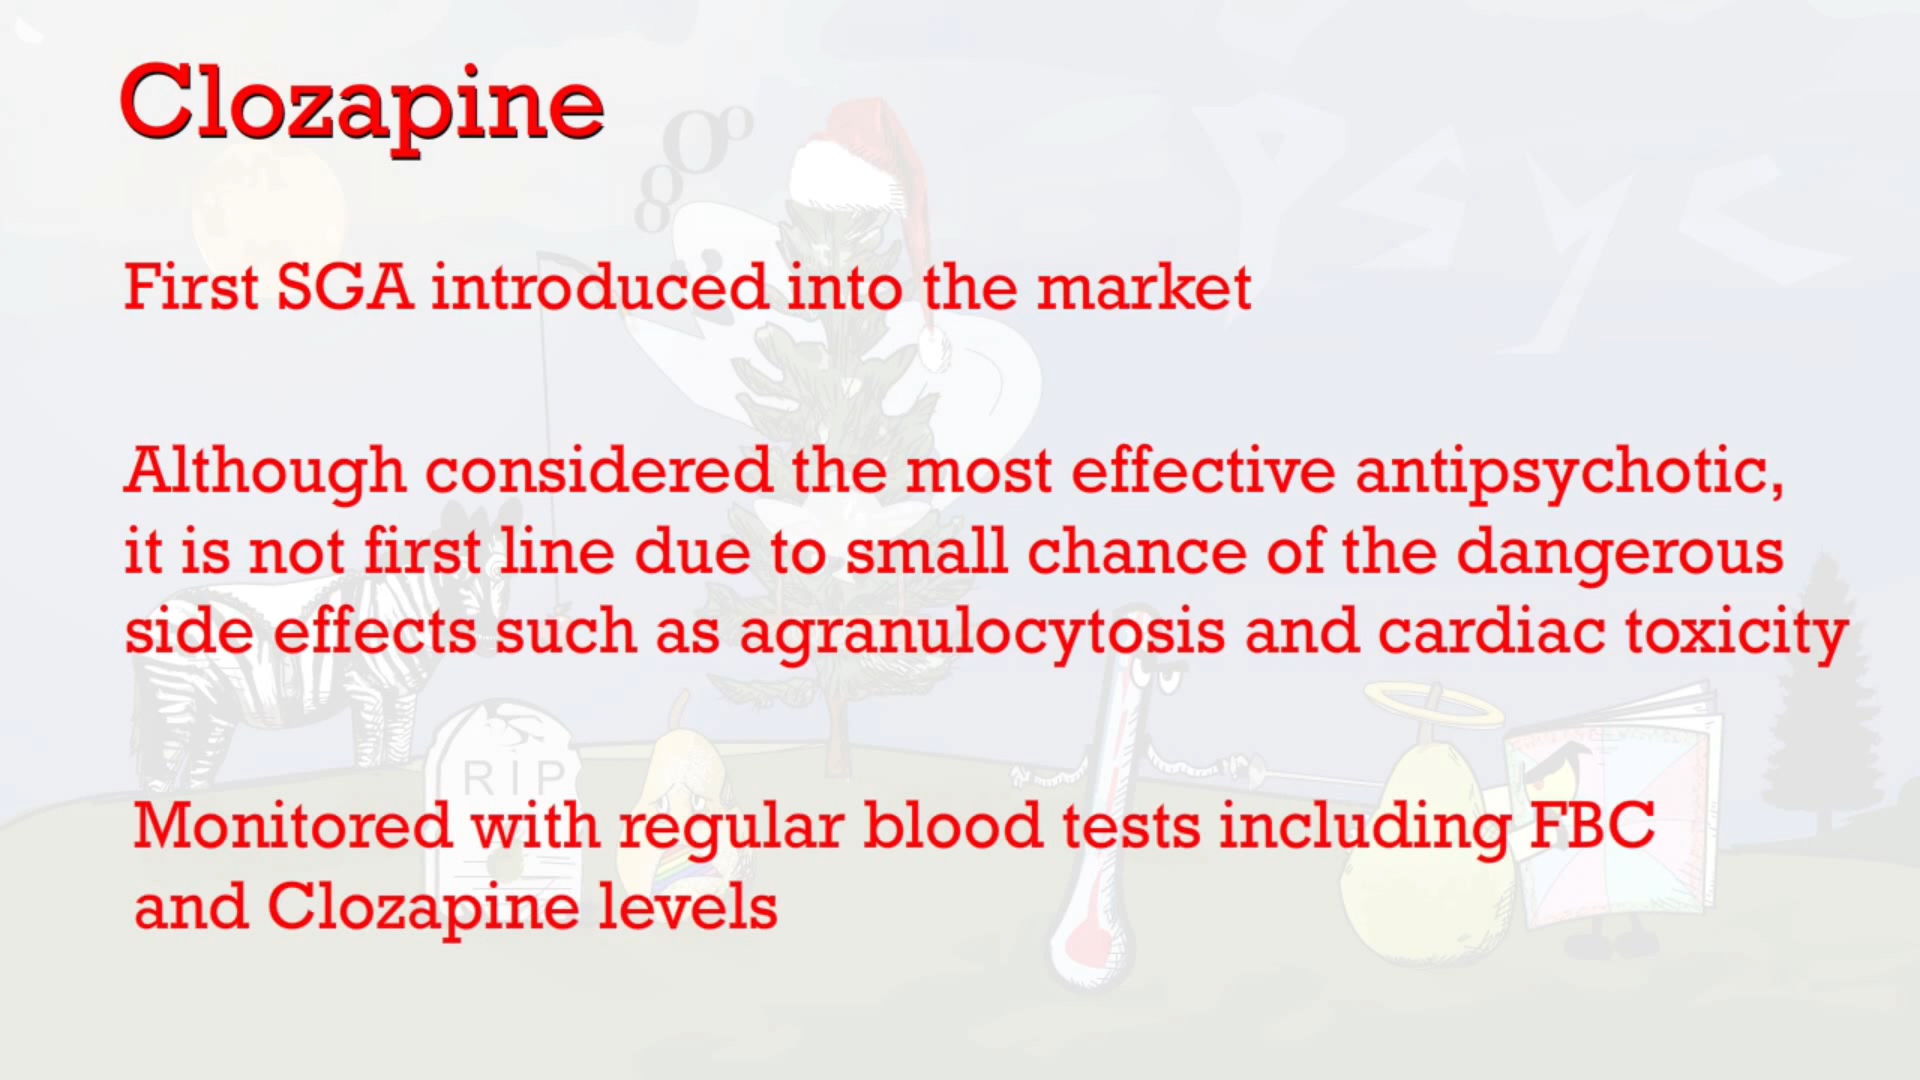 Clozapine
First SGA introduced into the market
Although considered the most effective antipsychotic,
it is not first line due to small chance of the dangerous
side effects such as agranulocytosis and cardiac toxicity
RIP
Monitored with regular blood tests including FBC
and Clozapine levels
Psyc